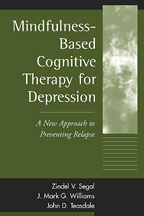 Mindfulness-
Based
Cognitive
Therapy for
Depression
A New Approach to
Preventing Relapse
Zindel V. Segal
J. Mark G. Williams
John D. Teasdale